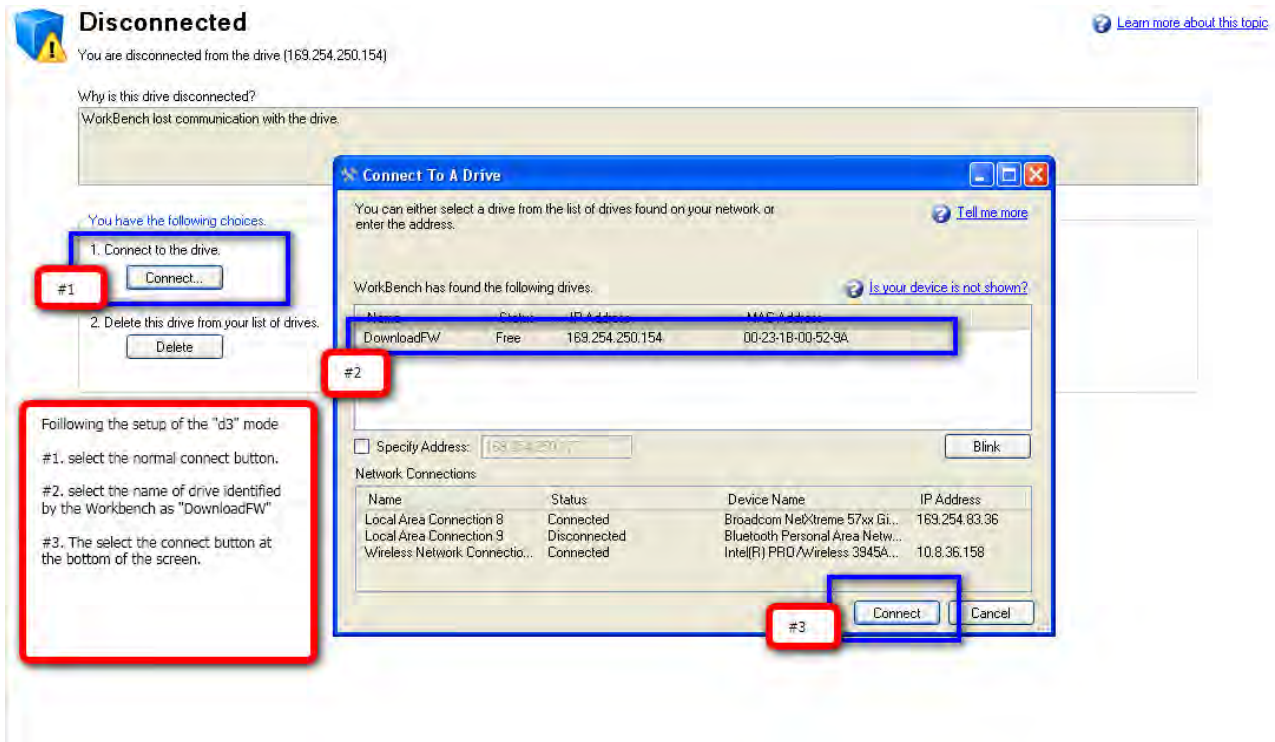 Disconnected
Learn more about this topic
You are disconnected from the drive (169.254.250.154)
Why is this drive disconnected?
WorkBench lost communication with the drive.
Connect To A Drive
You can either select a drive from the list of drives found on your network or
enter the address.
Tell me more
You have the following choices.
1. Connect to the drive.
Connect...
#1
WorkBench has found the following drives.
Is your device is not shown?
Name Status IP Address MAC Address
DownloadFW Free 169.254.250.154 00-23-1B-00-52-9A
2. Delete this drive from your list of drives.
Delete
#2
Foillowing the setup of the "d3" mode
#1. select the normal connect button.
#2. select the name of drive identified
by the Workbench as "DownloadFW"
#3. The select the connect button at
the bottom of the screen.
Specify Address:
Blink
Network Connections
Name Status Device Name IP Address
Local Area Connection 8 Connected Broadcom NetXtreme 57xx Gi... 169.254.83.36
Local Area Connection 9 Disconnected Bluetooth Personal Area Netw...
Wireless Network Connectio... Connected Intel(R) PRO/Wireless 3945A... 10.8.36.158
Connect
Cancel
#3